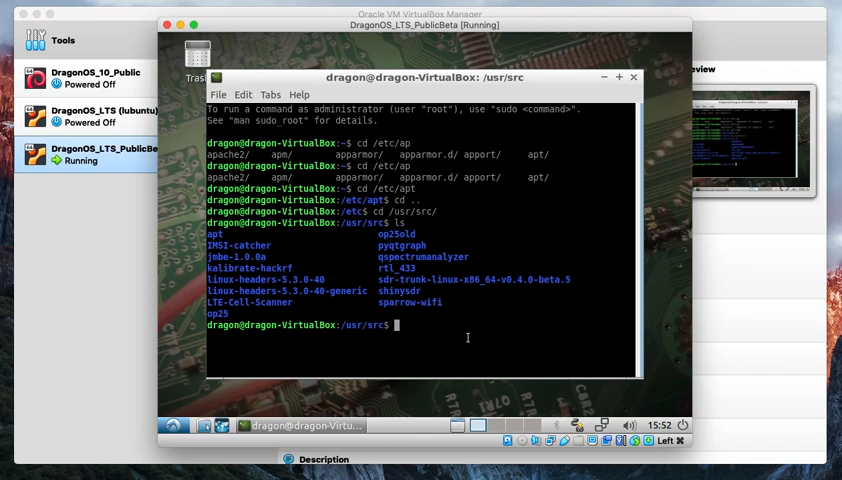 Oracle VM VirtualBox Manager
DragonOS_LTS_PublicBeta [Running]
Tools
DragonOS_10_Public
Powered Off
DragonOS_LTS (lubuntu)
Powered Off
DragonOS_LTS_PublicBe
Running
Trash
dragon@dragon-VirtualBox: /usr/src
File Edit Tabs Help
To run a command as administrator (user "root"), use "sudo <command>".
See "man sudo_root" for details.
dragon@dragon-VirtualBox:~$ cd /etc/ap
apache2/ apm/ apparmor/ apparmor.d/ apport/ apt/
dragon@dragon-VirtualBox:~$ cd /etc/ap
apache2/ apm/ apparmor/ apparmor.d/ apport/ apt/
dragon@dragon-VirtualBox:~$ cd /etc/apt
dragon@dragon-VirtualBox:/etc/apt$ cd ..
dragon@dragon-VirtualBox:/etc$ cd /usr/src/
dragon@dragon-VirtualBox:/usr/src$ ls
apt op25old
IMSI-catcher pyqtgraph
jmbe-1.0.0a qspectrumanalyzer
kalibrate-hackrf rtl_433
linux-headers-5.3.0-40 sdr-trunk-linux-x86_64-v0.4.0-beta.5
linux-headers-5.3.0-40-generic shinysdr
LTE-Cell-Scanner sparrow-wifi
op25
dragon@dragon-VirtualBox:/usr/src$
eview
dragon@dragon-Virtu...
15:52
Left ⌘
Description